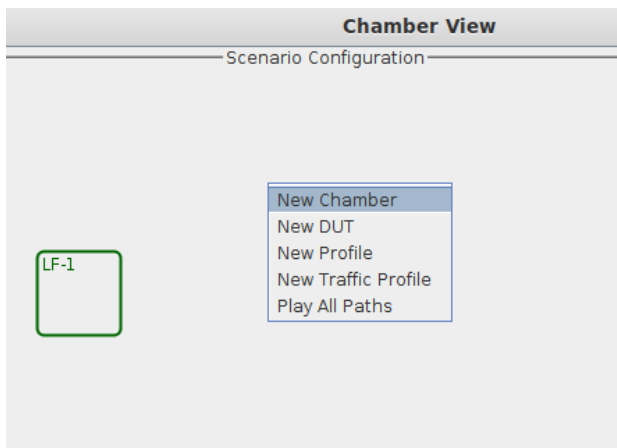 Chamber View
Scenario Configuration
New Chamber
New DUT
New Profile
New Traffic Profile
Play All Paths
LF-1